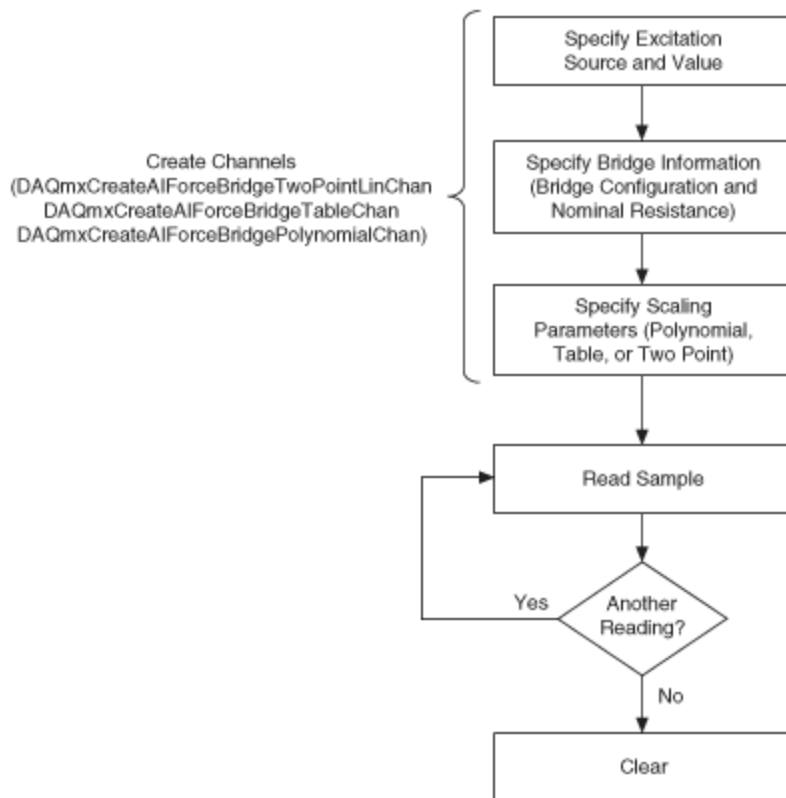 Specify Excitation
Source and Value
Create Channels
(DAQmxCreateAIForceBridgeTwoPointLinChan
DAQmxCreateAIForceBridgeTableChan
DAQmxCreateAIForceBridgePolynomialChan)
Specify Bridge Information
(Bridge Configuration and
Nominal Resistance)
Specify Scaling
Parameters (Polynomial,
Table, or Two Point)
Read Sample
Yes
Another
Reading?
No
Clear